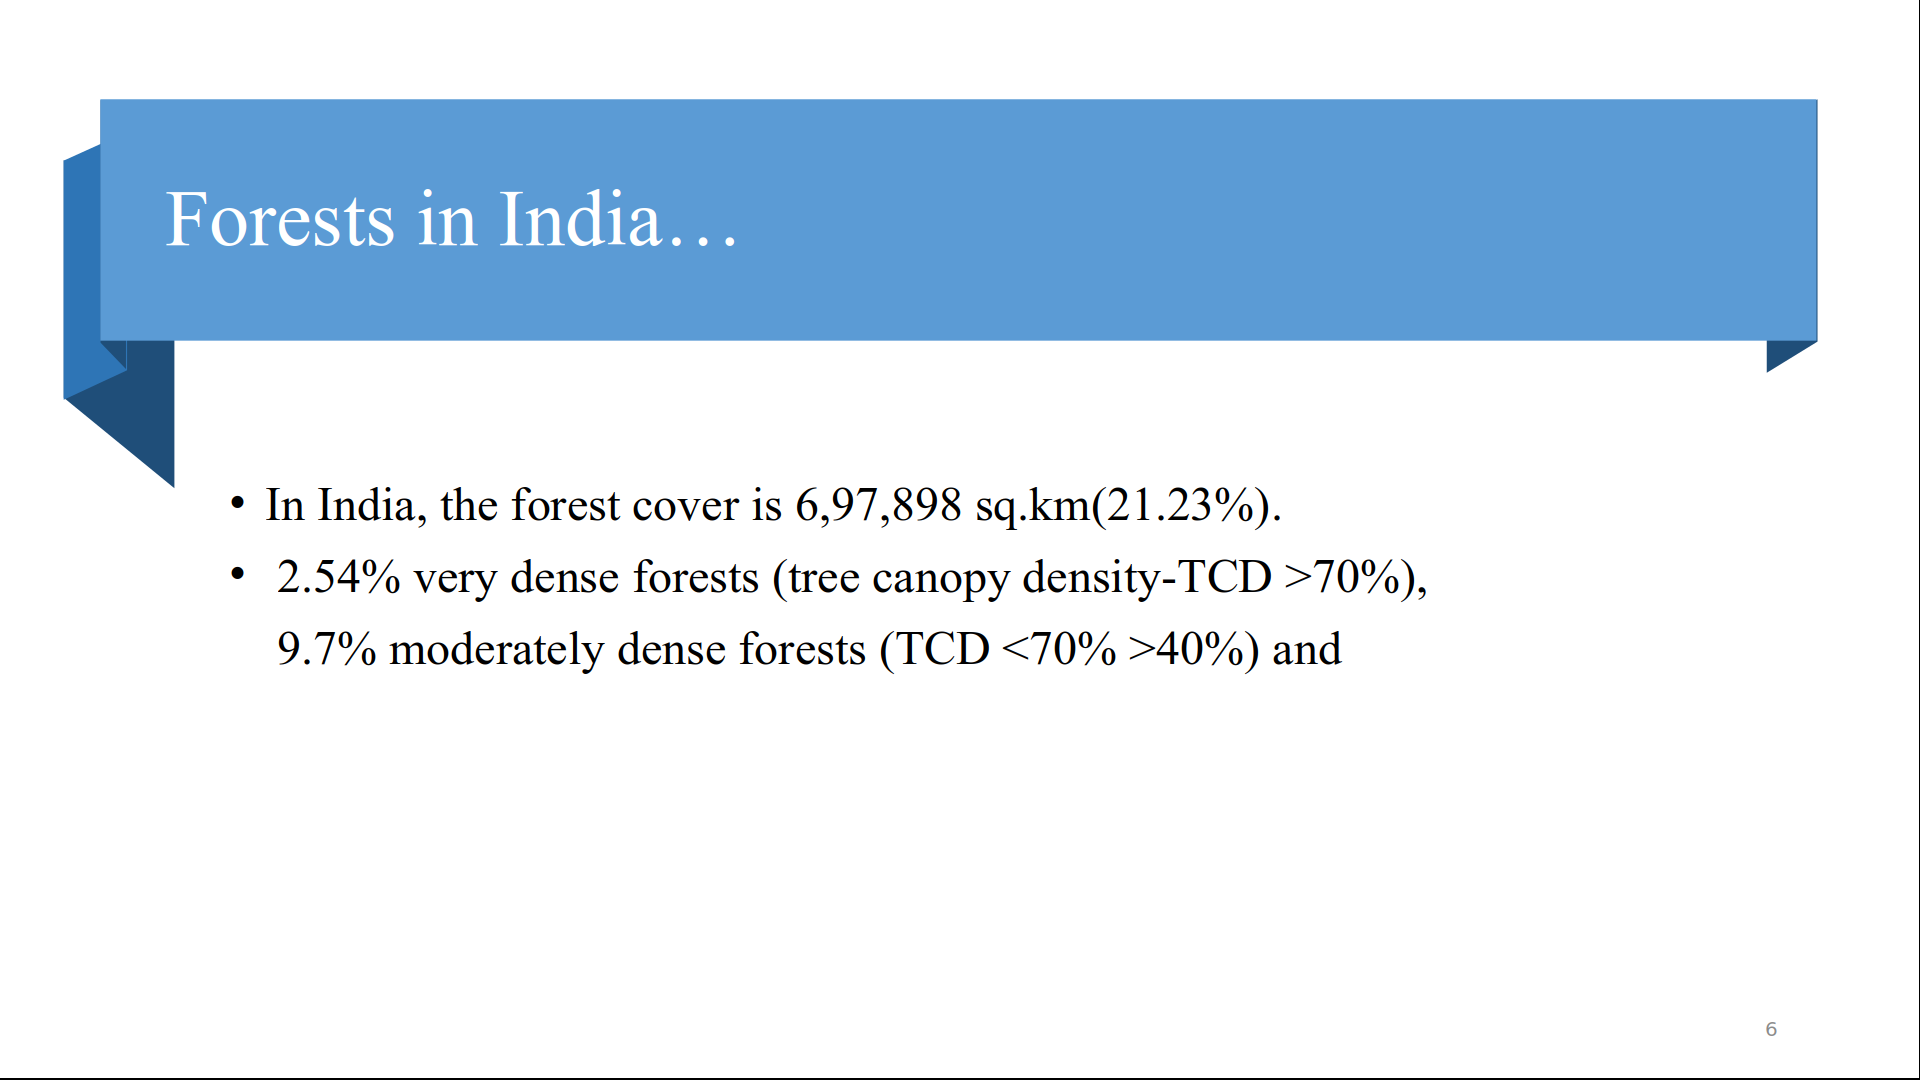 Forests in India…
• In India, the forest cover is 6,97,898 sq.km(21.23%).
• 2.54% very dense forests (tree canopy density-TCD >70%),
9.7% moderately dense forests (TCD <70% >40%) and
6